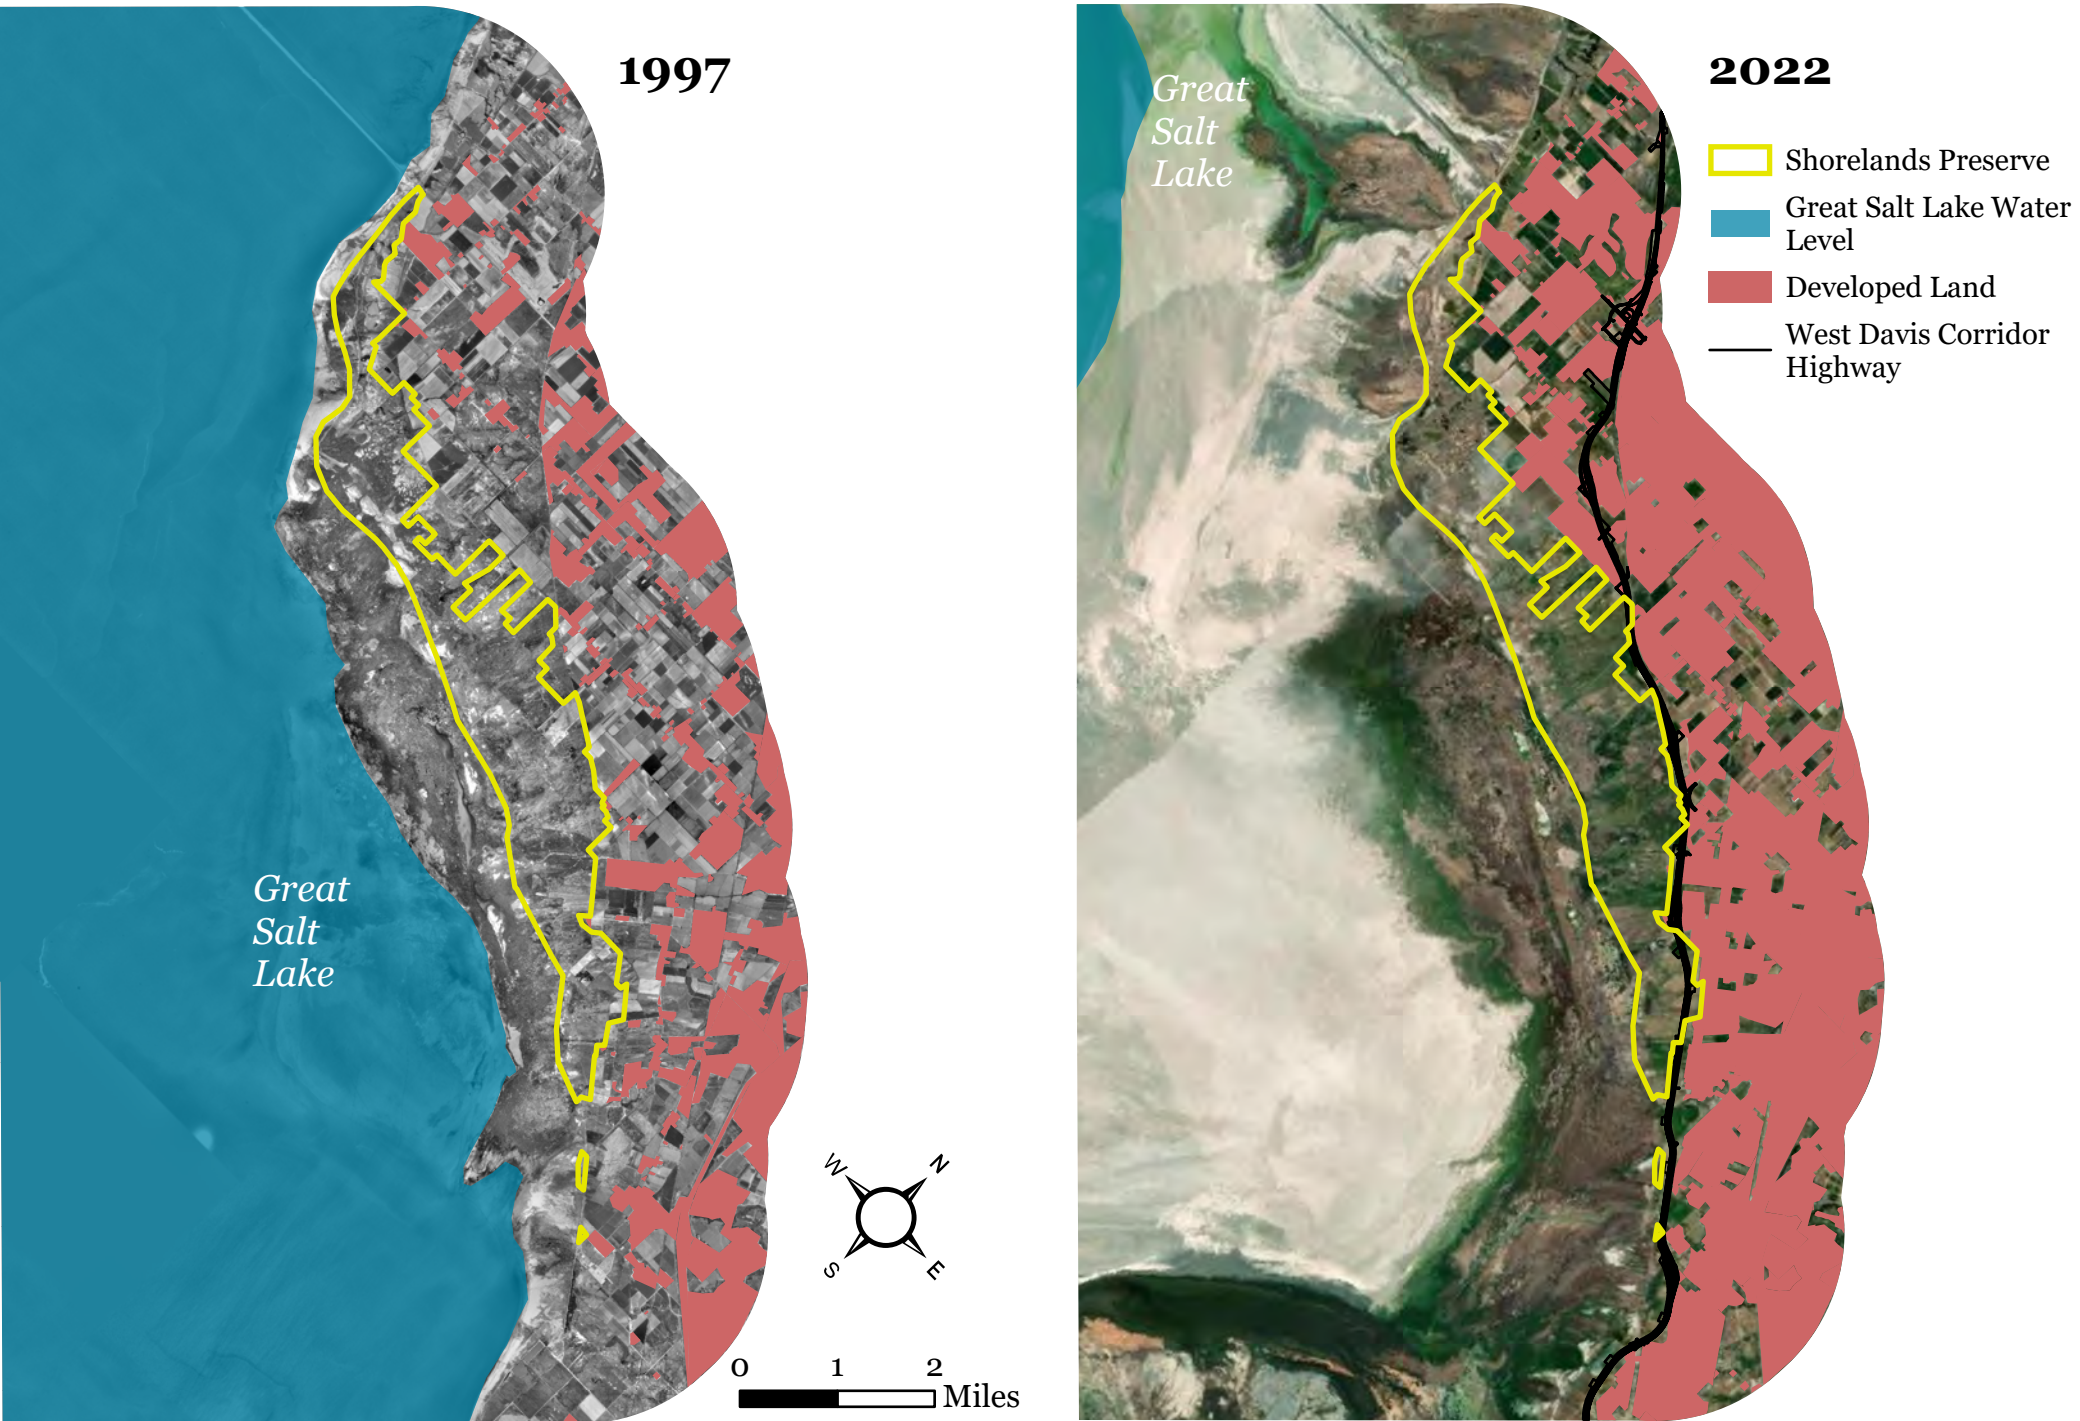 1997
Great
Salt
Lake
W
N
S
E
0 1 2
Miles
2022
Great
Salt
Lake
Shorelands Preserve
Great Salt Lake Water
Level
Developed Land
West Davis Corridor
Highway